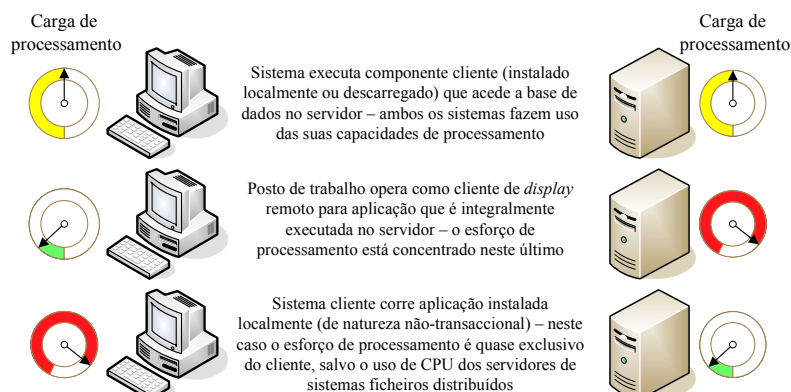 Carga de
processamento
Carga de
processamento
Sistema executa componente cliente (instalado
localmente ou descarregado) que acede a base de
dados no servidor – ambos os sistemas fazem uso
das suas capacidades de processamento
Posto de trabalho opera como cliente de display
remoto para aplicação que é integralmente
executada no servidor – o esforço de
processamento está concentrado neste último
Sistema cliente corre aplicação instalada
localmente (de natureza não-transaccional) – neste
caso o esforço de processamento é quase exclusivo
do cliente, salvo o uso de CPU dos servidores de
sistemas ficheiros distribuídos